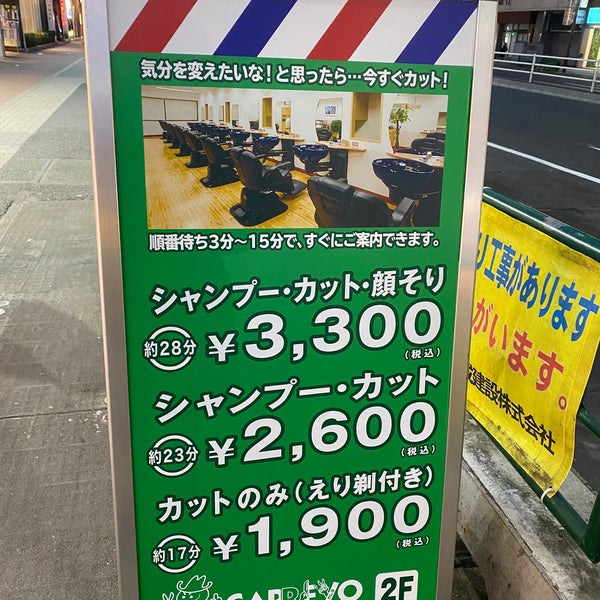 気分を変えたいな！と思ったら…今すぐカット！
順番待ち3分〜15分で、すぐにご案内できます。
シャンプー・カット・顔そり
約28分 ¥3,300
（税込）
シャンプー・カット
約23分 ¥2,600
（税込）
カットのみ（えり剃付き）
約17分 ¥1,900
（税込）
2F
り工事があります
がいます。
建設株式会社